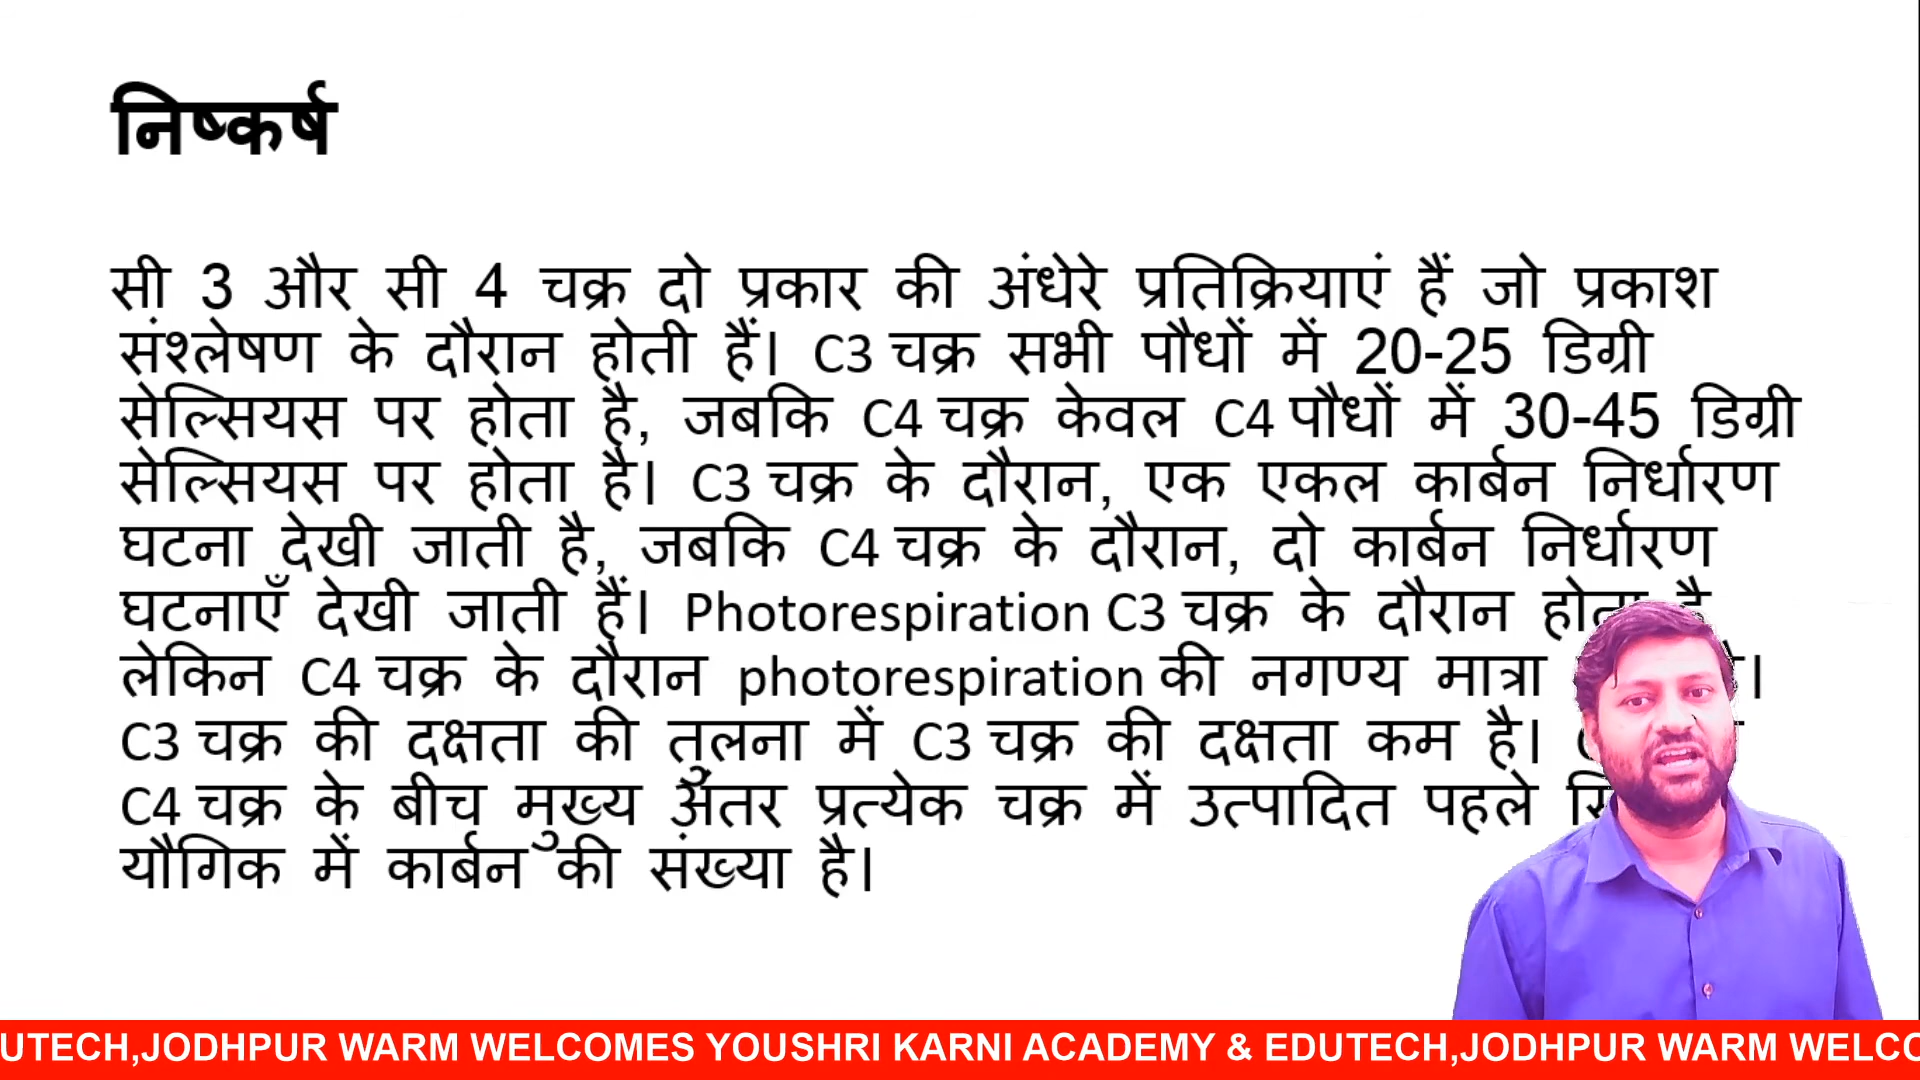 निष्कर्ष
सी 3 और सी 4 चक्र दो प्रकार की अंधेरे प्रतिक्रियाएं हैं जो प्रकाश
संश्लेषण के दौरान होती हैं। C3 चक्र सभी पौधों में 20-25 डिग्री
सेल्सियस पर होता है, जबकि C4 चक्र केवल C4 पौधों में 30-45 डिग्री
सेल्सियस पर होता है। C3 चक्र के दौरान, एक एकल कार्बन निर्धारण
घटना देखी जाती है, जबकि C4 चक्र के दौरान, दो कार्बन निर्धारण
घटनाएँ देखी जाती हैं। Photorespiration C3 चक्र के दौरान होता है
लेकिन C4 चक्र के दौरान photorespiration की नगण्य मात्रा
C3 चक्र की दक्षता की तुलना में C3 चक्र की दक्षता कम है।
C4 चक्र के बीच मुख्य अंतर प्रत्येक चक्र में उत्पादित पहले
यौगिक में कार्बन की संख्या है।
UTECH,JODHPUR WARM WELCOMES YOU SHRI KARNI ACADEMY & EDUTECH,JODHPUR WARM WELCO